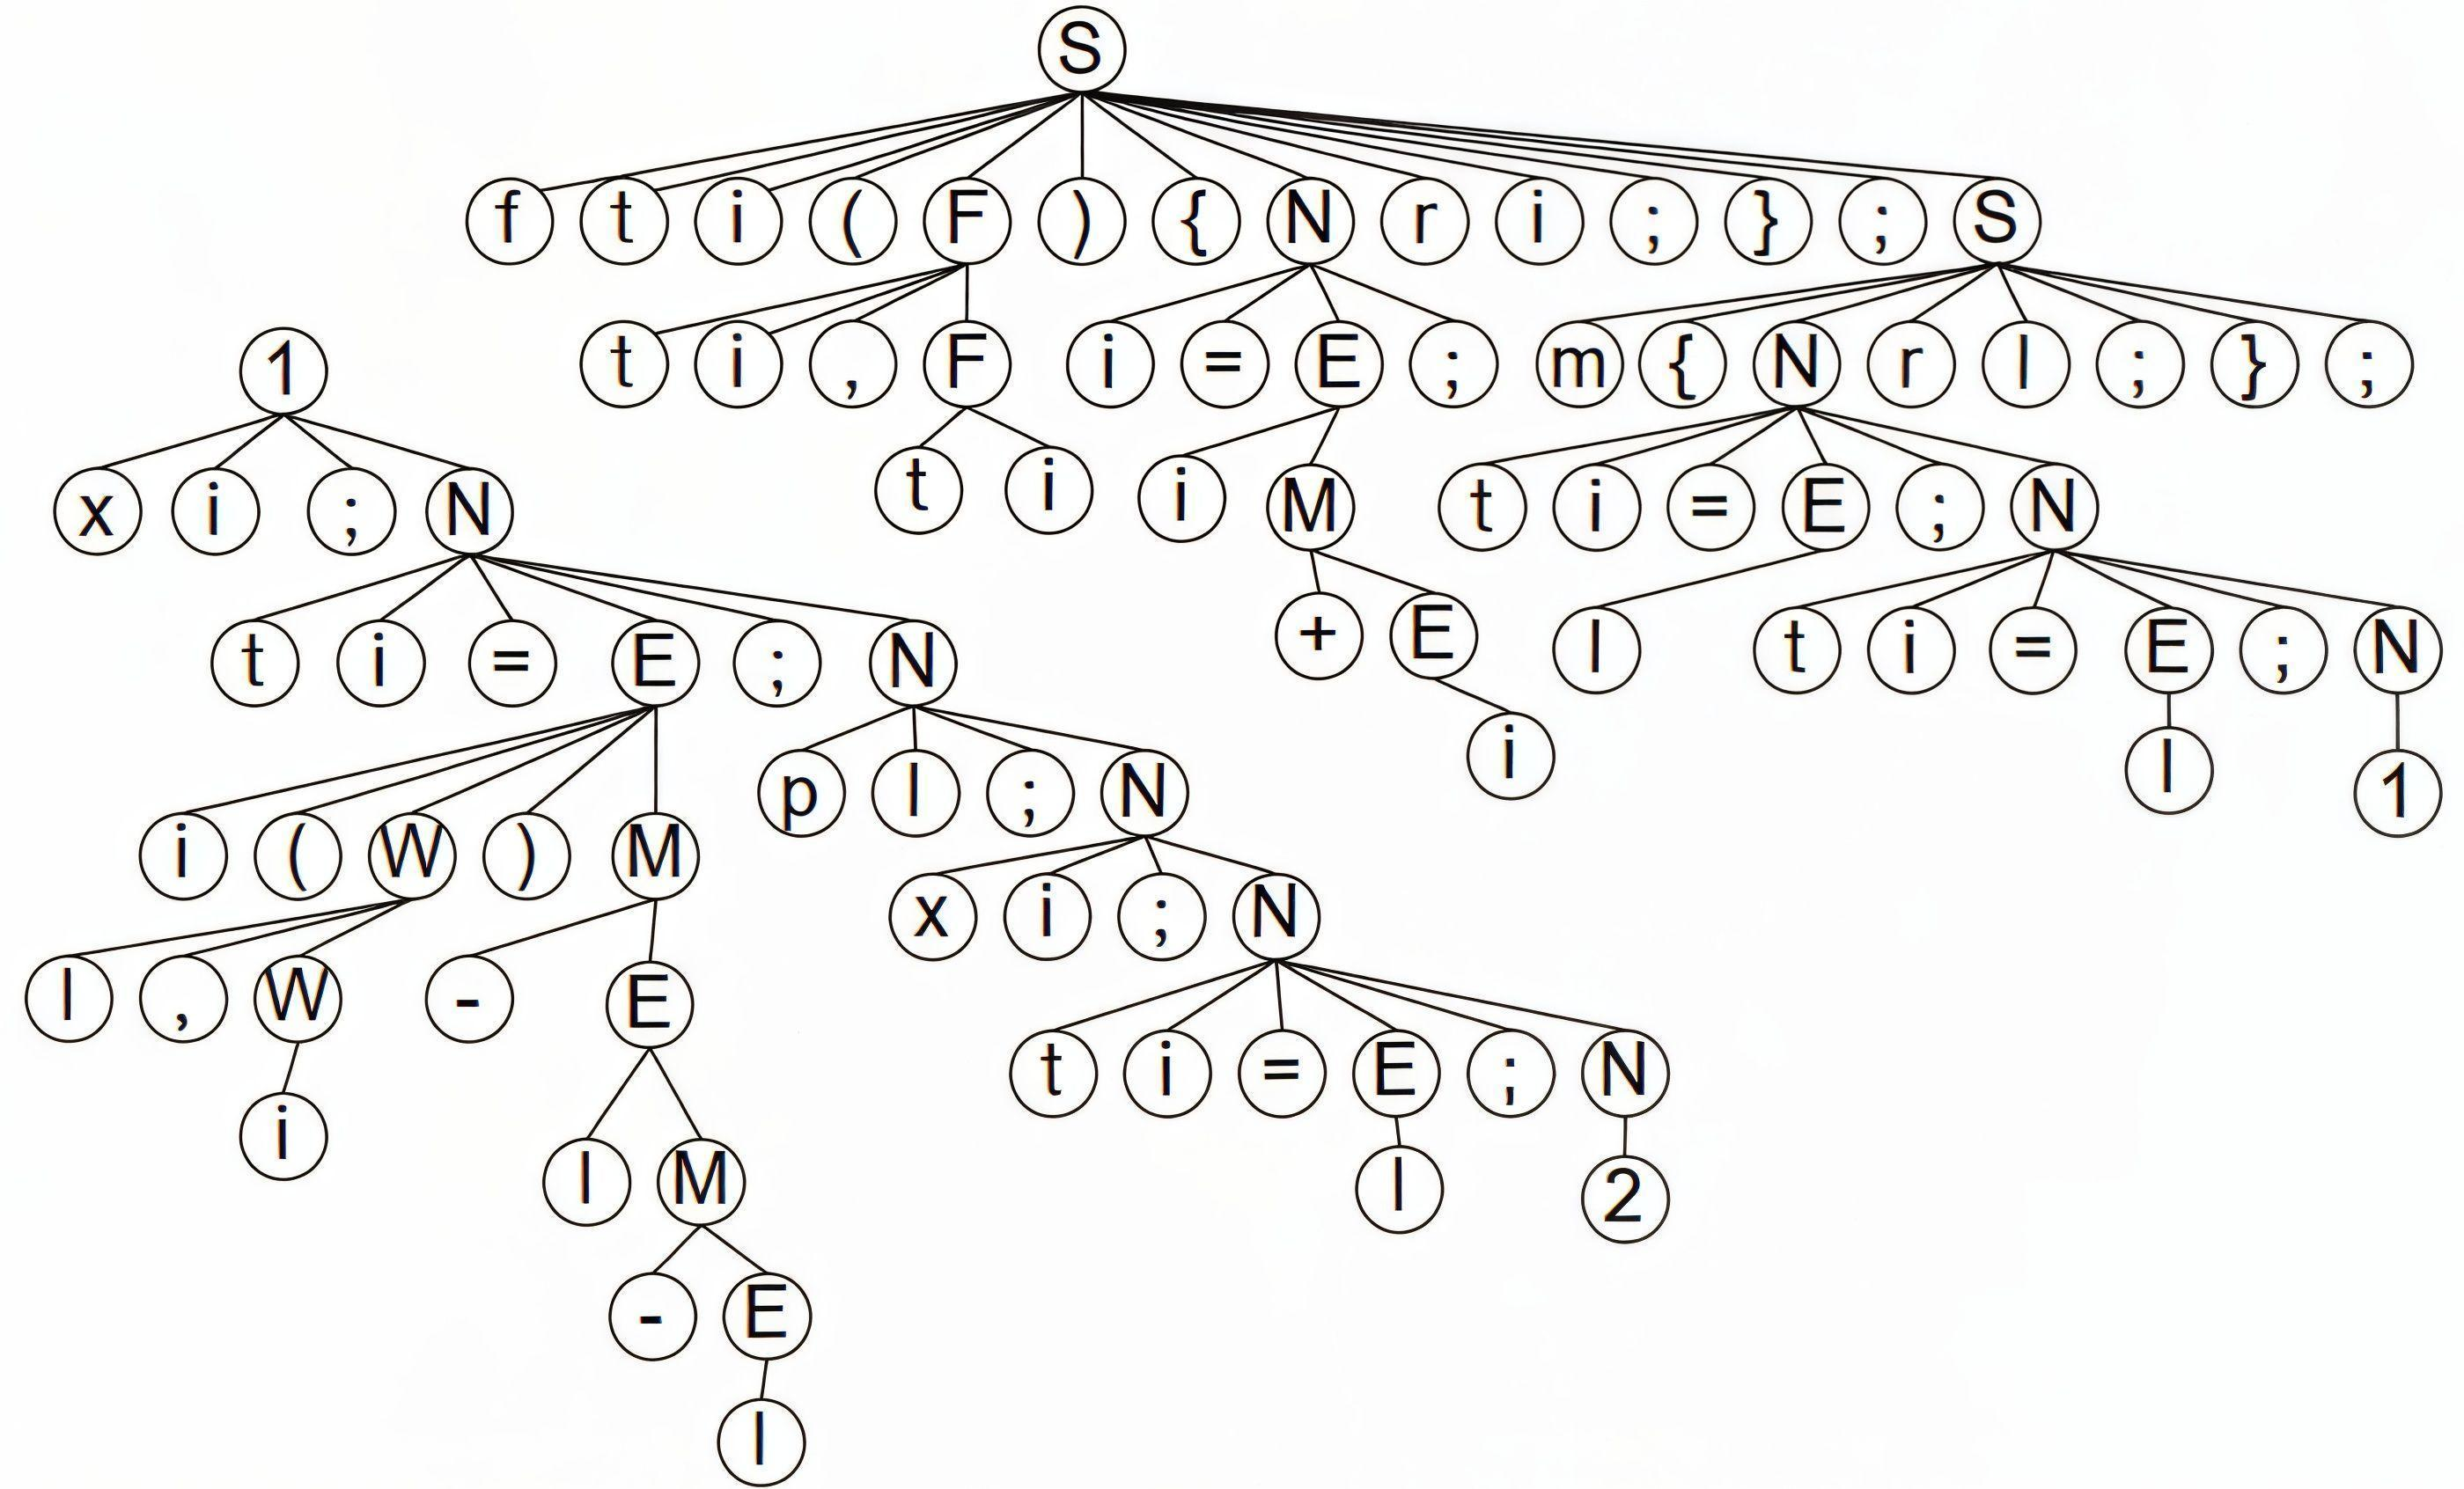 S
f t i ( F ) { N r i ; } ; S
1 t i , F i = E ; m { N r l ; } ;
x i ; N t i i M t i = E ; N
t i = E ; N + E l t i = E ; N
i ( W ) M p l ; N i l 1
l , W - E x i ; N
i t i = E ; N
l M l 2
- E
l